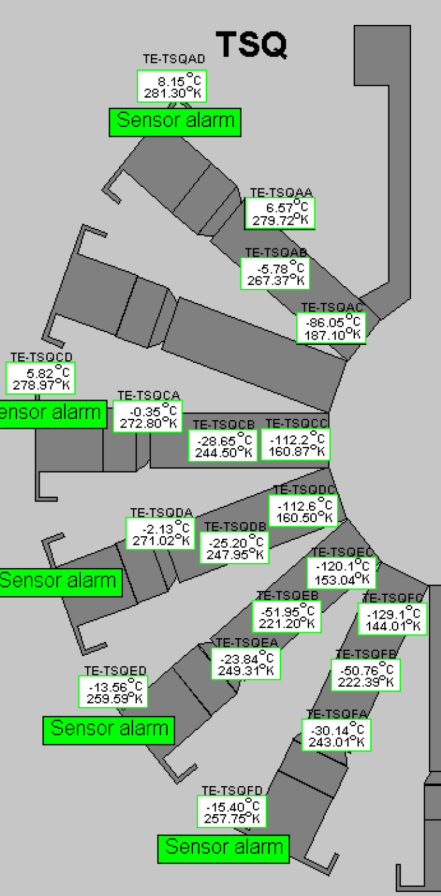 TSQ
TE-TSQAD
8.15°C
281.30°K
Sensor alarm
TE-TSQAA
6.57°C
279.72°K
TE-TSQAB
-5.78°C
267.37°K
TE-TSQAC
-86.05°C
187.10°K
TE-TSQCD
5.82°C
278.97°K
ensor alarm
TE-TSQCA
-0.35°C
272.80°K
TE-TSQCB
-28.65°C
244.50°K
TE-TSQCC
-112.2°C
160.87°K
TE-TSQDC
-112.6°C
160.50°K
TE-TSQDA
-2.13°C
271.02°K
TE-TSQDB
-25.20°C
247.95°K
Sensor alarm
TE-TSQEC
-120.1°C
153.04°K
TE-TSQEB
-51.95°C
221.20°K
TE-TSQFC
-129.1°C
144.01°K
TE-TSQEA
-23.84°C
249.31°K
TE-TSQFB
-50.76°C
222.39°K
TE-TSQED
-13.56°C
259.59°K
Sensor alarm
TE-TSQFA
-30.14°C
243.01°K
TE-TSQFD
-15.40°C
257.75°K
Sensor alarm